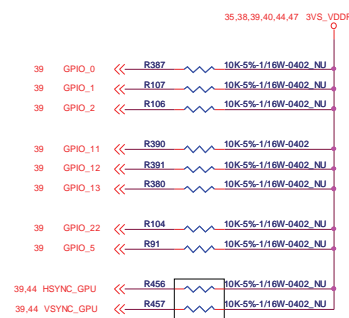 35,38,39,40,44,47 3VS_VDDR
39 GPIO_0 R387 10K-5%-1/16W-0402_NU
39 GPIO_1 R107 10K-5%-1/16W-0402_NU
39 GPIO_2 R106 10K-5%-1/16W-0402_NU
39 GPIO_11 R390 10K-5%-1/16W-0402
39 GPIO_12 R391 10K-5%-1/16W-0402_NU
39 GPIO_13 R380 10K-5%-1/16W-0402_NU
39 GPIO_22 R104 10K-5%-1/16W-0402_NU
39 GPIO_5 R91 10K-5%-1/16W-0402_NU
39,44 HSYNC_GPU R456 10K-5%-1/16W-0402_NU
39,44 VSYNC_GPU R457 10K-5%-1/16W-0402_NU